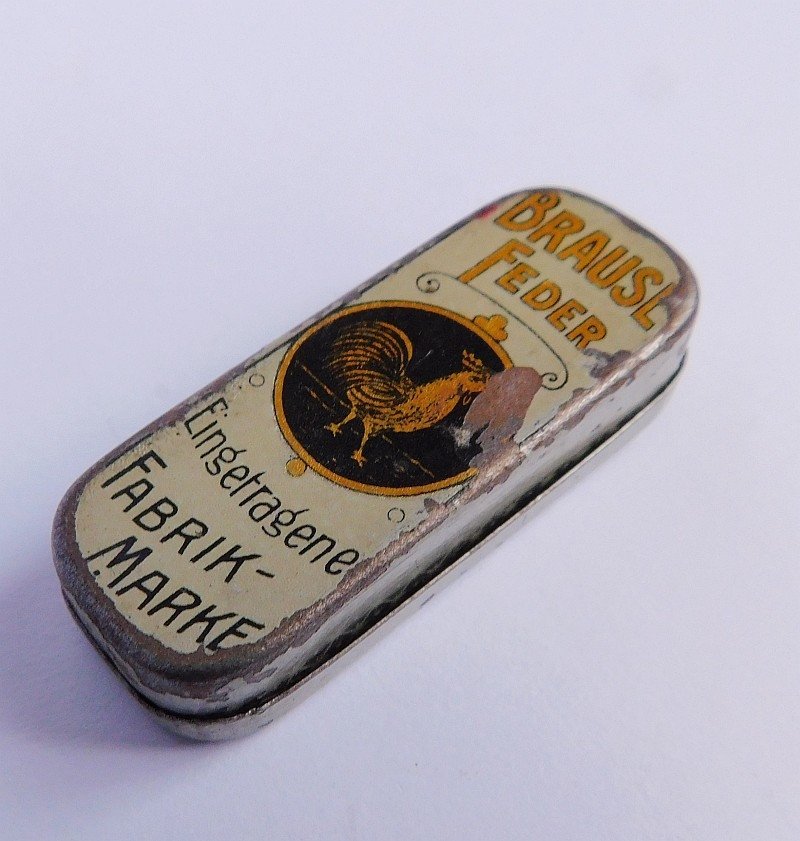 BRAUSE
FEDER
Eingetragene
FABRIK-
MARKE